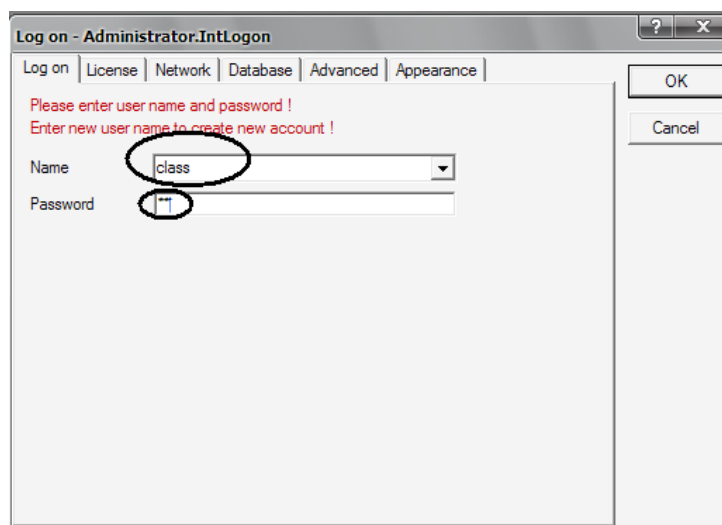 Log on - Administrator.IntLogon
? X
Log on License Network Database Advanced Appearance
OK
Please enter user name and password !
Enter new user name to create new account !
Cancel
Name class
Password ***